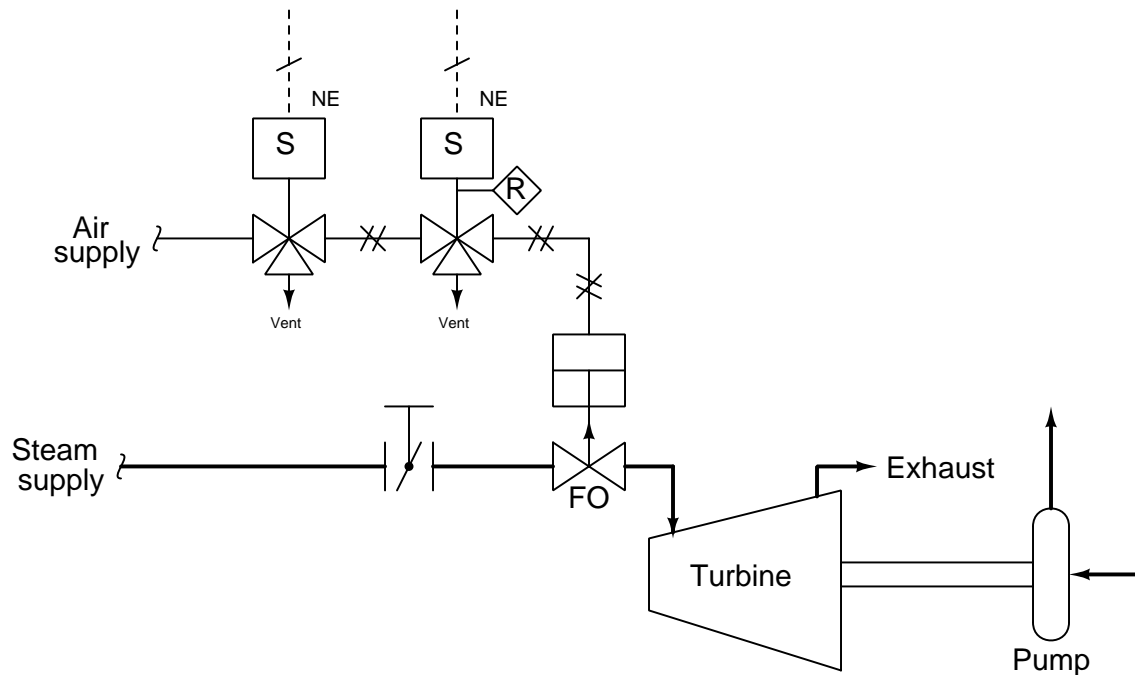 NE
NE
S
S
R
Air
supply
Vent
Vent
Steam
supply
FO
Exhaust
Turbine
Pump